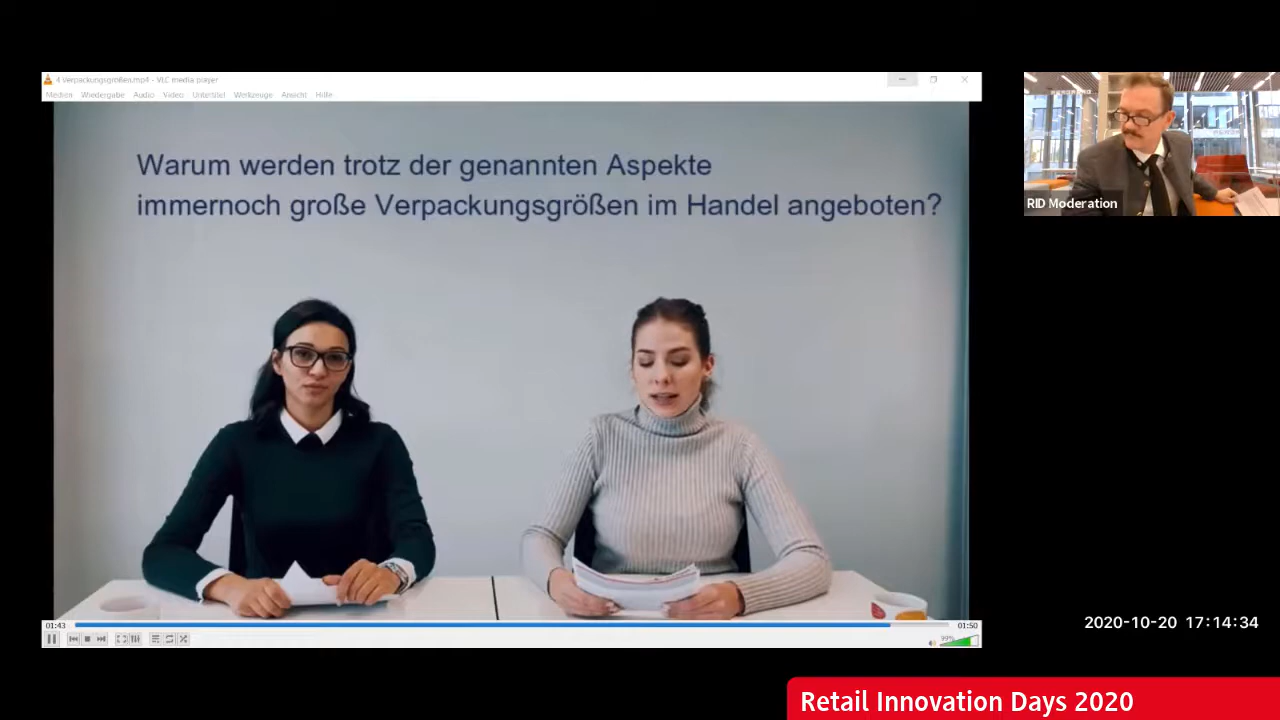 4 Verpackungsgrößen.mp4 - VLC media player
Medien Wiedergabe Audio Video Untertitel Werkzeuge Ansicht Hilfe
Warum werden trotz der genannten Aspekte
immernoch große Verpackungsgrößen im Handel angeboten?
RID Moderation
01:43
01:50
99%
2020-10-20 17:14:34
Retail Innovation Days 2020